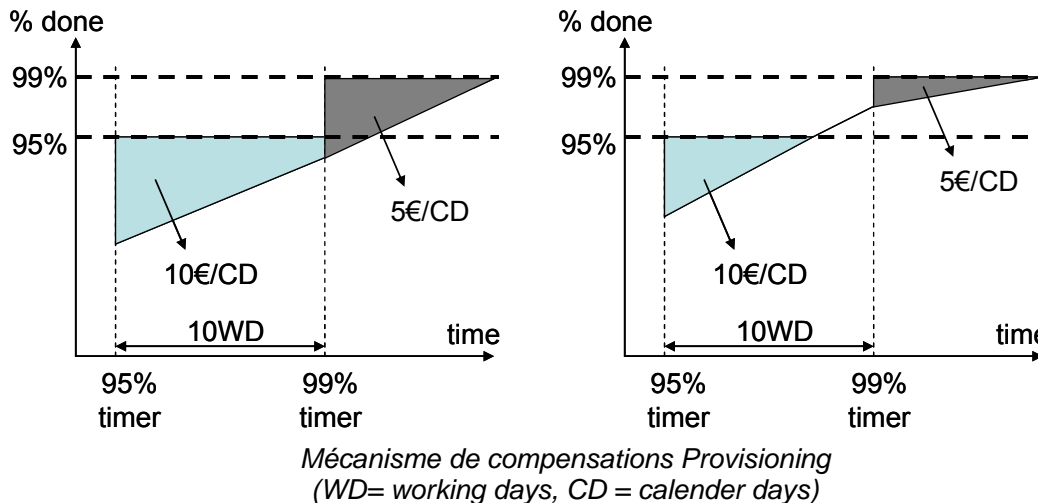 % done
99%
95%
5€/CD
10€/CD
10WD
time
95%
timer
99%
timer
% done
99%
95%
5€/CD
10€/CD
10WD
time
95%
timer
99%
timer
Mécanisme de compensations Provisioning
(WD= working days, CD = calender days)